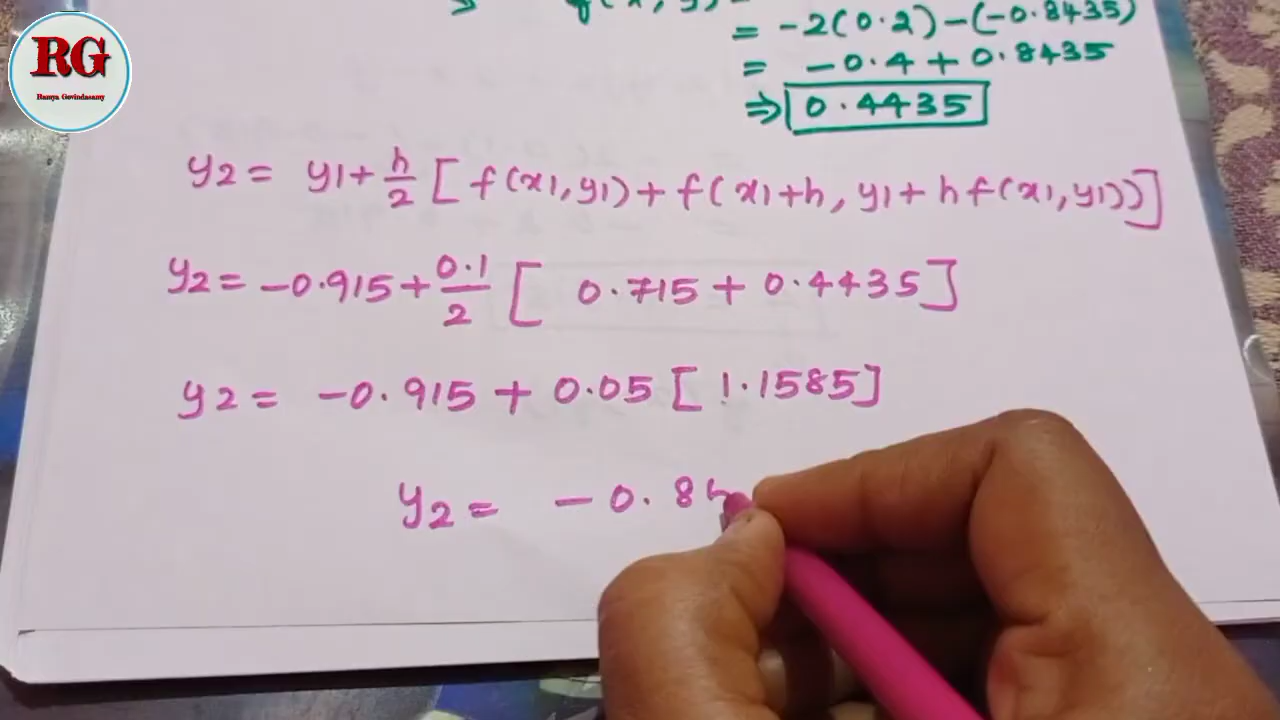 RG
Ramya Govindasamy
= -2(0.2)-(-0.8435)
= -0.4+0.8435
⇒ 0.4435
y2 = y1 + h/2 [ f(x1,y1) + f(x1+h, y1+h f(x1,y1))]
y2 = -0.915 + 0.1/2 [ 0.715 + 0.4435]
y2 = -0.915 + 0.05 [ 1.1585]
y2 = -0.8